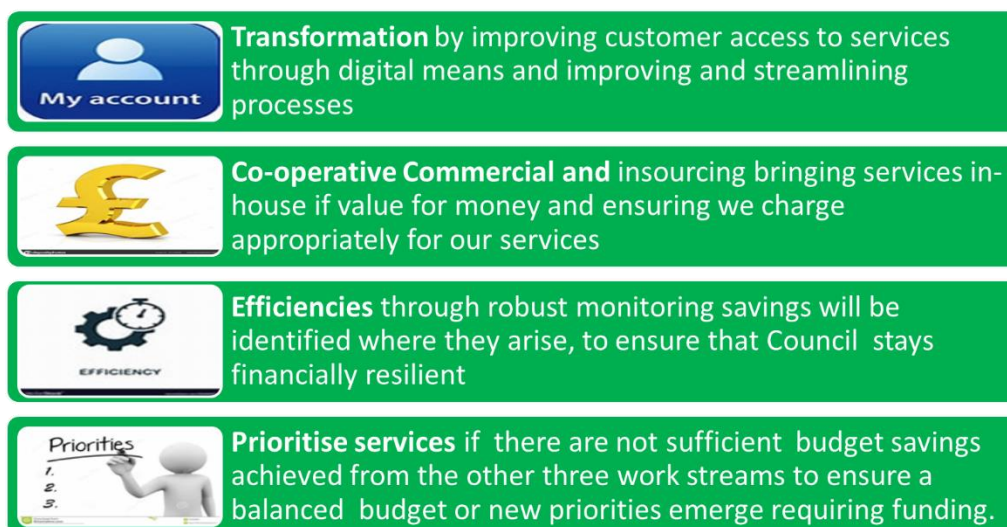 My account
Transformation by improving customer access to services
through digital means and improving and streamlining
processes
Co-operative Commercial and insourcing bringing services in-
house if value for money and ensuring we charge
appropriately for our services
EFFICIENCY
Efficiencies through robust monitoring savings will be
identified where they arise, to ensure that Council stays
financially resilient
Priorities
1.
2.
3.
Prioritise services if there are not sufficient budget savings
achieved from the other three work streams to ensure a
balanced budget or new priorities emerge requiring funding.